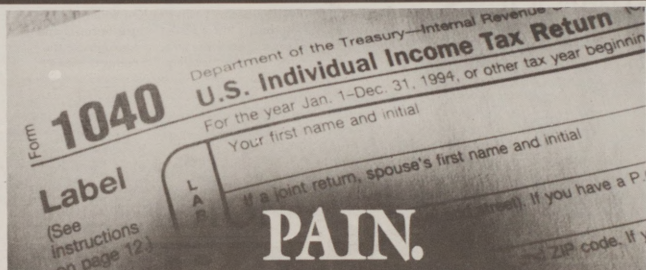 Form 1040
Department of the Treasury—Internal Revenue
U.S. Individual Income Tax Return
For the year Jan. 1–Dec. 31, 1994, or other tax year beginnin
Label
(See
instructions
on page 12.)
L
A
Your first name and initial
If a joint return, spouse's first name and initial
street). If you have a P.
ZIP code. If y
PAIN.